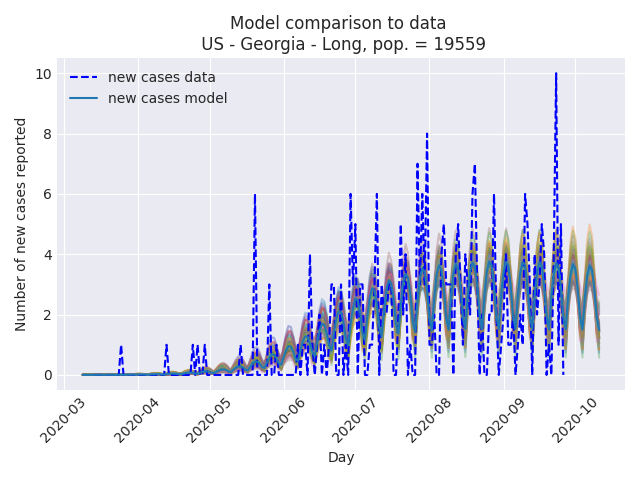 Model comparison to data
US - Georgia - Long, pop. = 19559
new cases data
new cases model
Number of new cases reported
10
8
6
4
2
0
2020-03
2020-04
2020-05
2020-06
2020-07
2020-08
2020-09
2020-10
Day